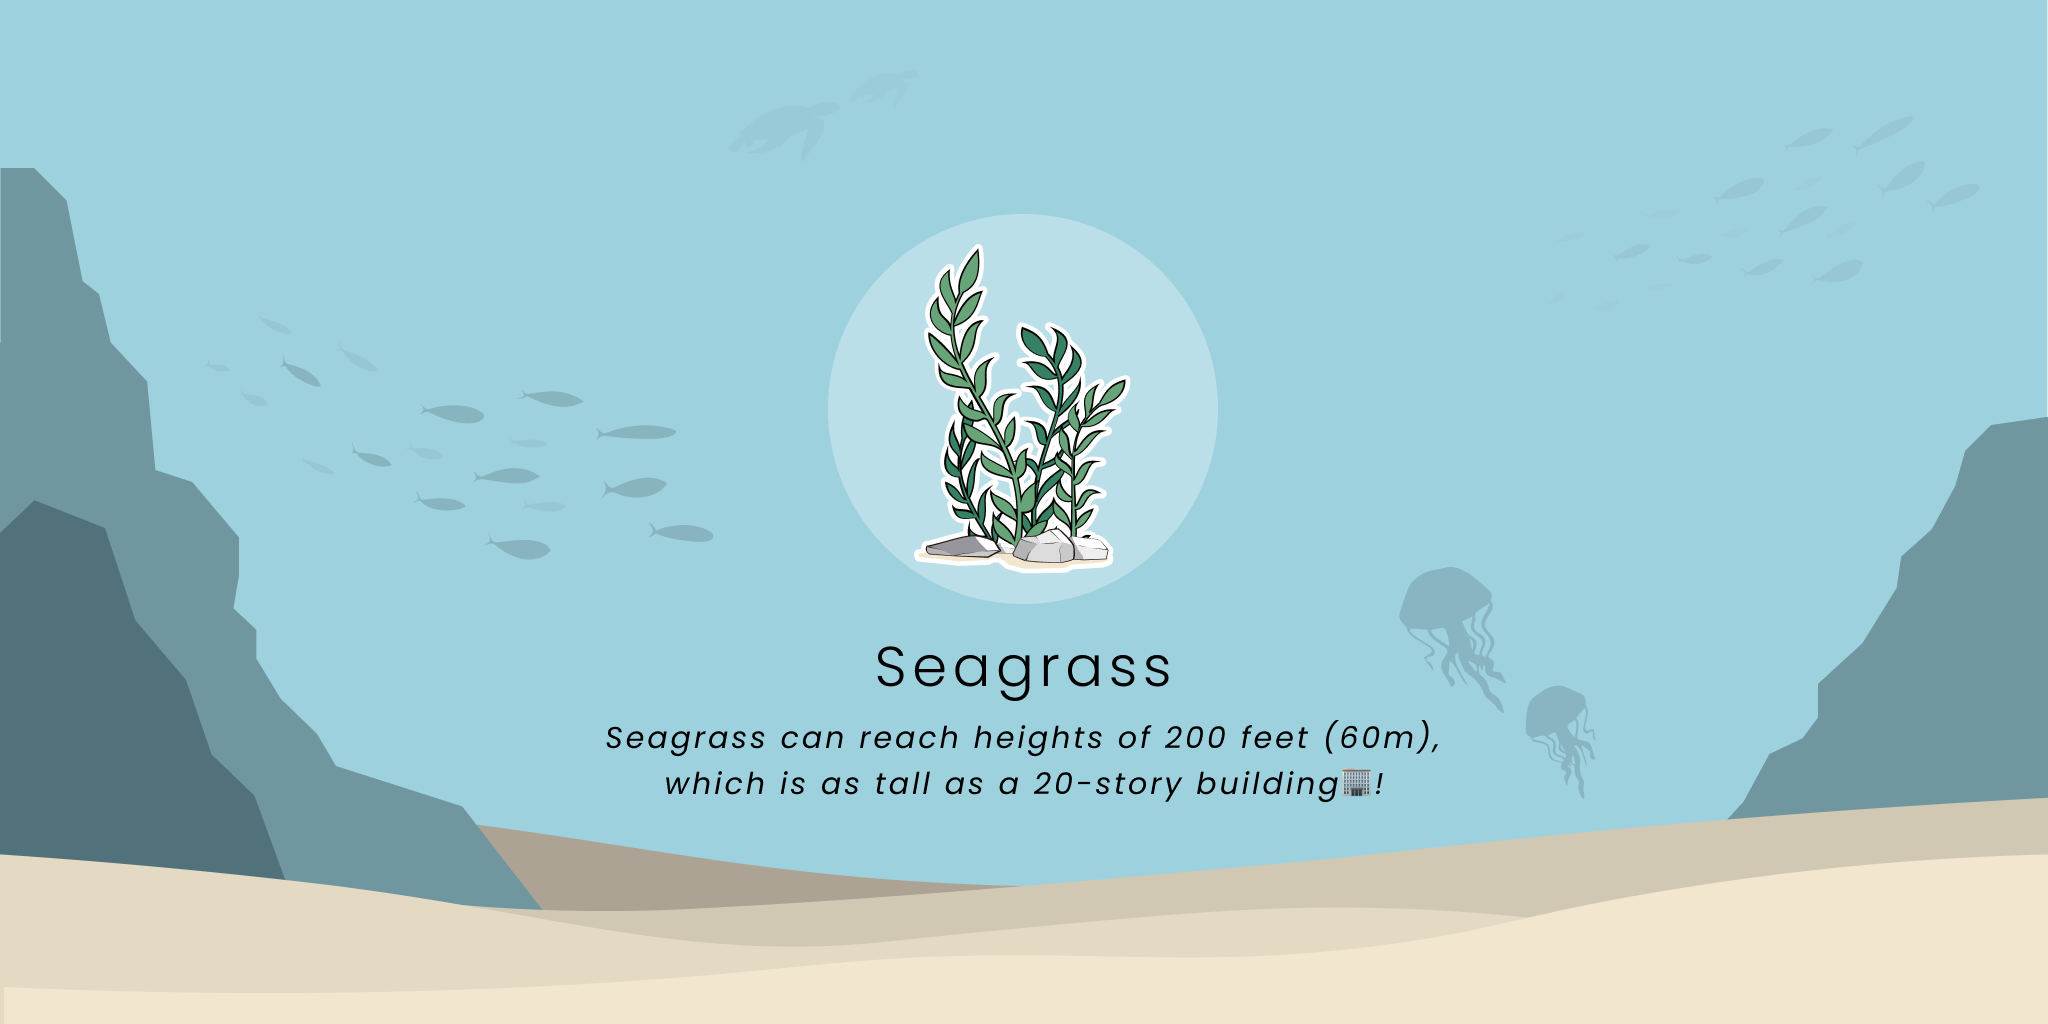 Seagrass
Seagrass can reach heights of 200 feet (60m),
which is as tall as a 20-story building🏢!